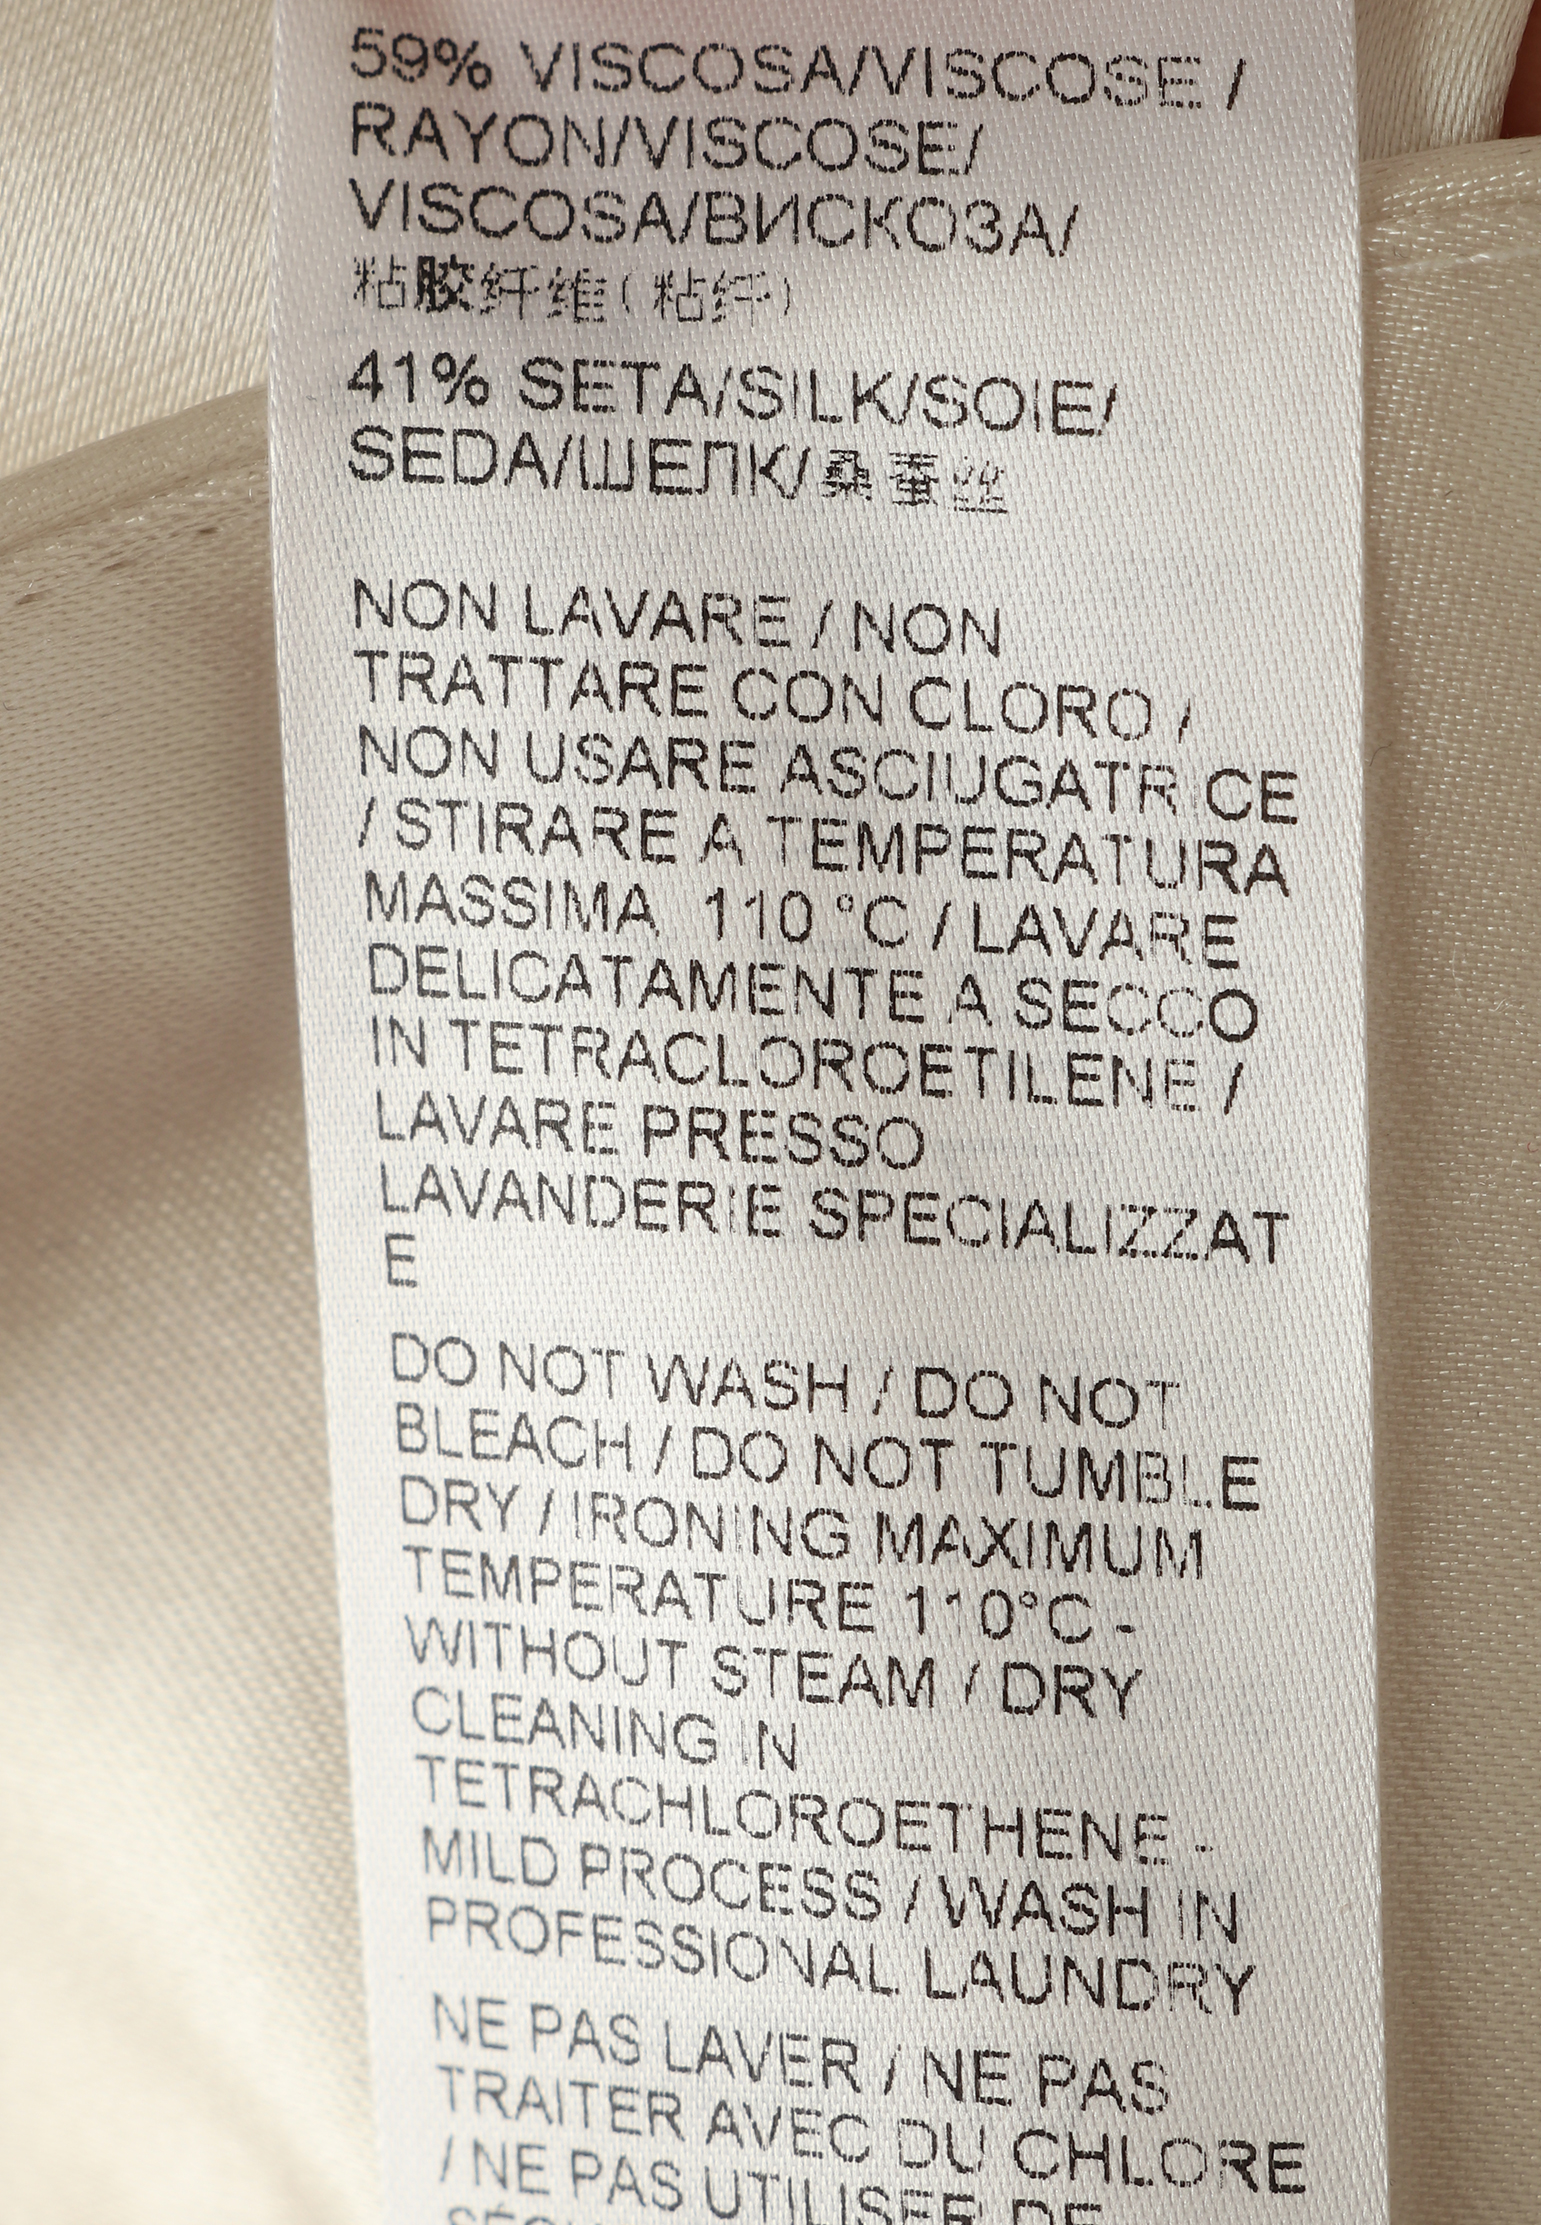 59% VISCOSA/VISCOSE /
RAYON/VISCOSE/
VISCOSA/ВИСКОЗА/
粘胶纤维(粘纤)
41% SETA/SILK/SOIE/
SEDA/ШЕЛК/桑蚕丝
NON LAVARE / NON
TRATTARE CON CLORO /
NON USARE ASCIUGATRICE
/ STIRARE A TEMPERATURA
MASSIMA 110 °C / LAVARE
DELICATAMENTE A SECCO
IN TETRACLOROETILENE /
LAVARE PRESSO
LAVANDERIE SPECIALIZZAT
E
DO NOT WASH / DO NOT
BLEACH / DO NOT TUMBLE
DRY / IRONING MAXIMUM
TEMPERATURE 110°C -
WITHOUT STEAM / DRY
CLEANING IN
TETRACHLOROETHENE -
MILD PROCESS / WASH IN
PROFESSIONAL LAUNDRY
NE PAS LAVER / NE PAS
TRAITER AVEC DU CHLORE
/ NE PAS UTILISER DE